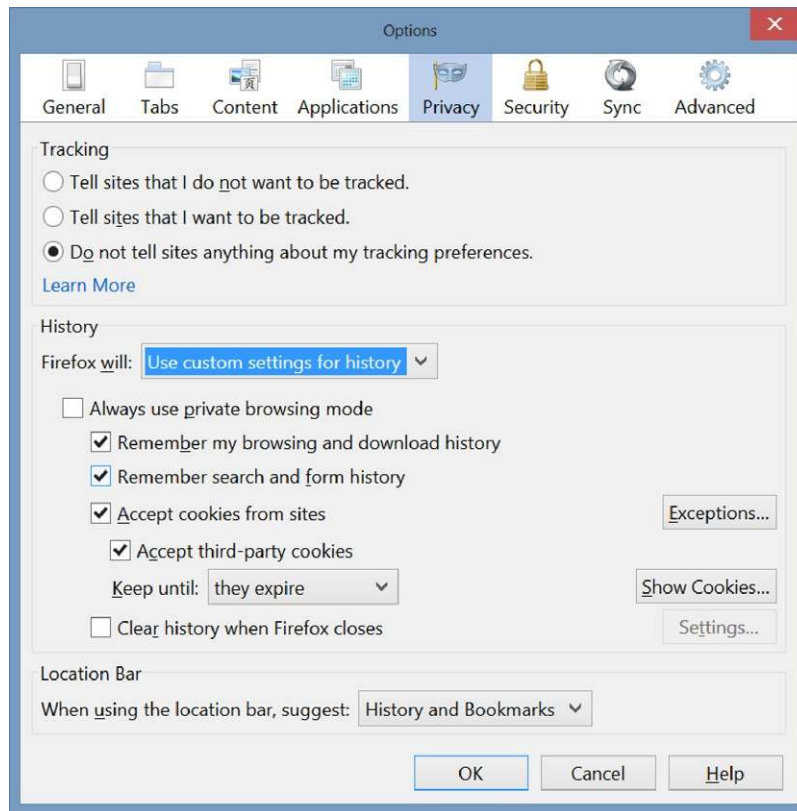 Options
General Tabs Content Applications Privacy Security Sync Advanced
Tracking
Tell sites that I do not want to be tracked.
Tell sites that I want to be tracked.
Do not tell sites anything about my tracking preferences.
Learn More
History
Firefox will: Use custom settings for history
Always use private browsing mode
Remember my browsing and download history
Remember search and form history
Accept cookies from sites Exceptions...
Accept third-party cookies
Keep until: they expire Show Cookies...
Clear history when Firefox closes Settings...
Location Bar
When using the location bar, suggest: History and Bookmarks
OK Cancel Help